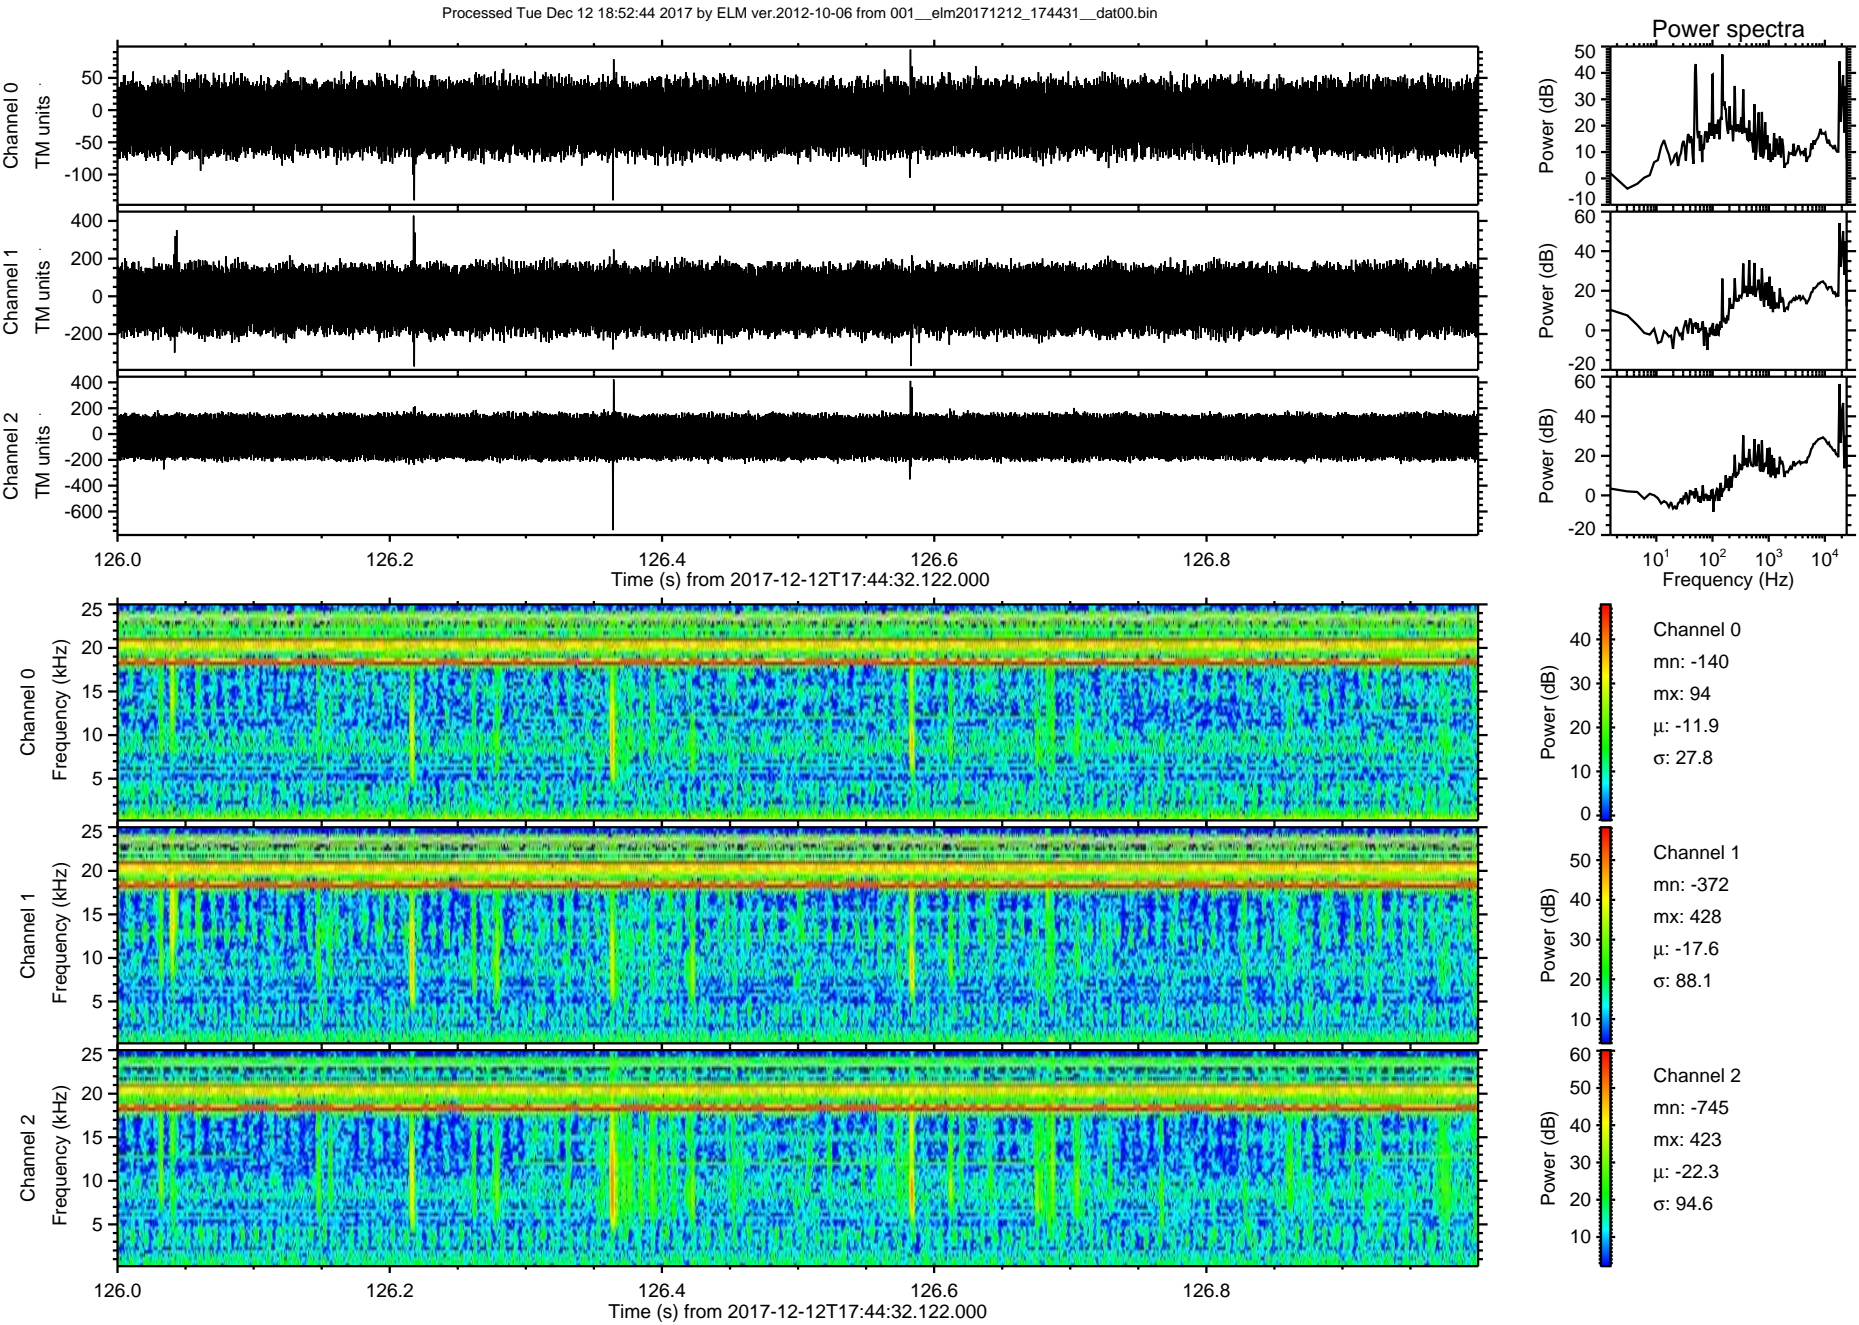 Processed Tue Dec 12 18:52:44 2017 by ELM ver.2012-10-06 from 001__elm20171212_174431__dat00.bin
Power spectra
Channel 0
TM units
50
0
-50
-100
Power (dB)
50
40
30
20
10
0
-10
Channel 1
TM units
400
200
0
-200
Power (dB)
60
40
20
0
-20
Channel 2
TM units
400
200
0
-200
-400
-600
Power (dB)
60
40
20
0
-20
126.0 126.2 126.4 126.6 126.8
Time (s) from 2017-12-12T17:44:32.122.000
10^1 10^2 10^3 10^4
Frequency (Hz)
Channel 0
Frequency (kHz)
25
20
15
10
5
Power (dB)
40
30
20
10
0
Channel 0
mn: -140
mx: 94
μ: -11.9
σ: 27.8
Channel 1
Frequency (kHz)
25
20
15
10
5
Power (dB)
50
40
30
20
10
Channel 1
mn: -372
mx: 428
μ: -17.6
σ: 88.1
Channel 2
Frequency (kHz)
25
20
15
10
5
Power (dB)
60
50
40
30
20
10
Channel 2
mn: -745
mx: 423
μ: -22.3
σ: 94.6
126.0 126.2 126.4 126.6 126.8
Time (s) from 2017-12-12T17:44:32.122.000